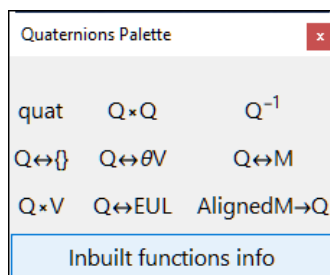 Quaternions Palette x
quat Q×Q Q⁻¹
Q↔{} Q↔θV Q↔M
Q×V Q↔EUL AlignedM→Q
Inbuilt functions info